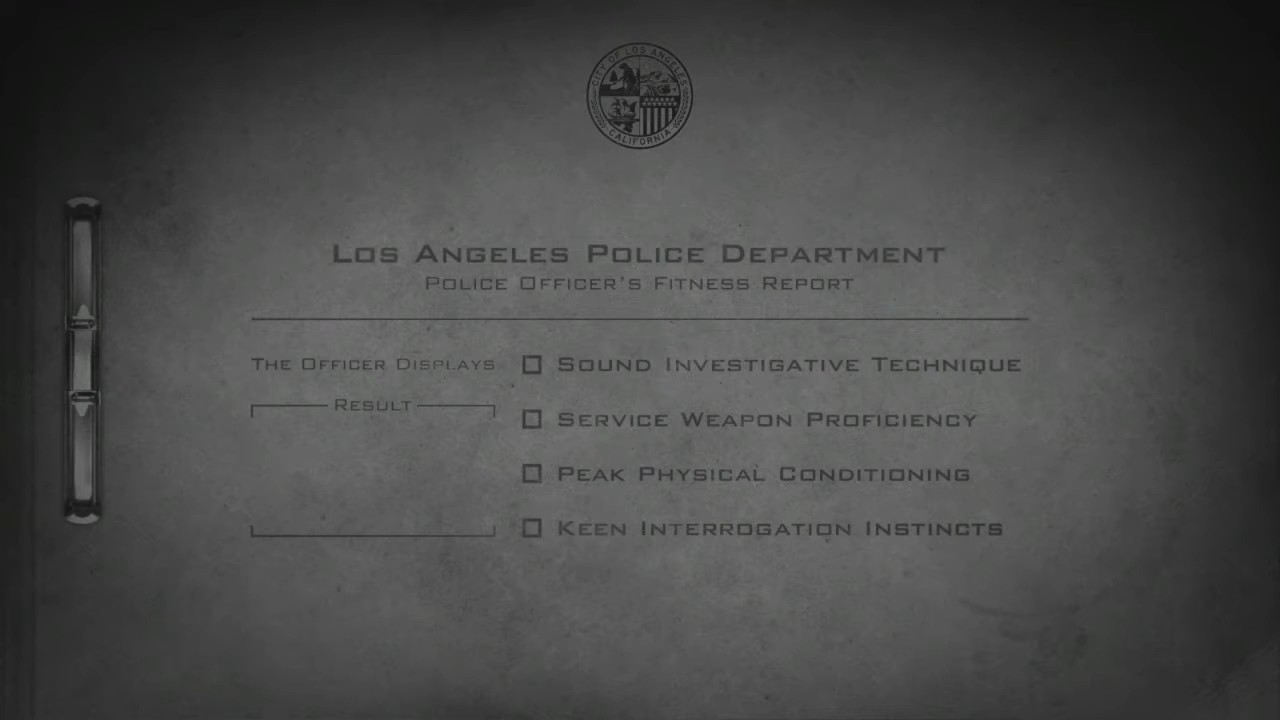 CITY OF LOS ANGELES
CALIFORNIA
Los Angeles Police Department
Police Officer's Fitness Report
The Officer Displays
Sound Investigative Technique
Result
Service Weapon Proficiency
Peak Physical Conditioning
Keen Interrogation Instincts